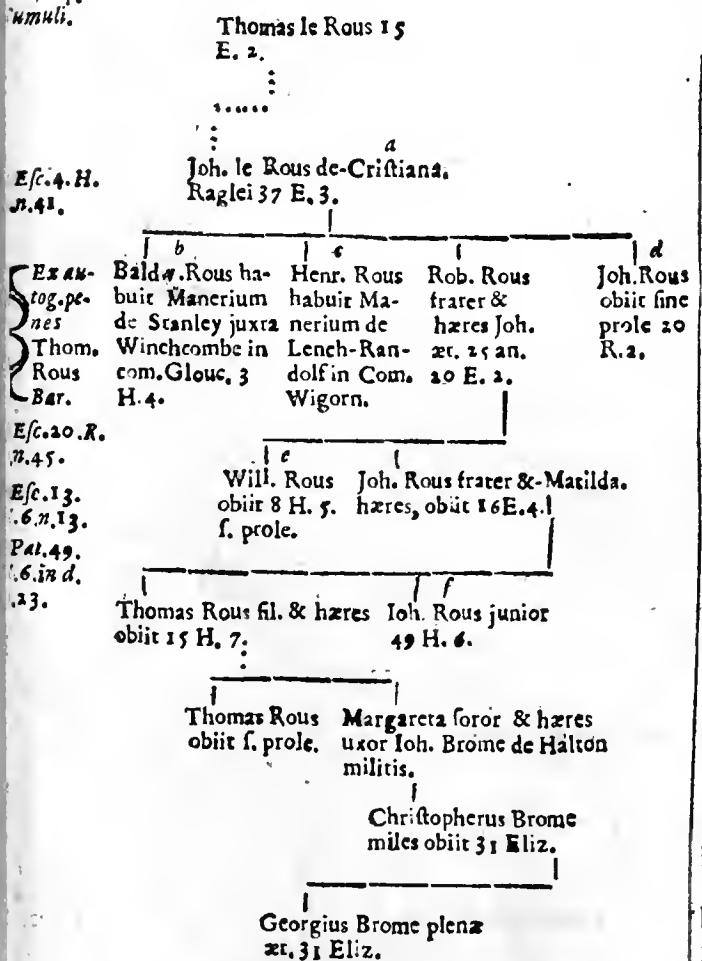 umuli.
Thomas le Rous 15
E. 2.
a
Joh. le Rous de-Criſtiana.
Raglei 37 E. 3.
Eſc.4.H.
n.41.
b
Bald. Rous ha-
buit Manerium
de Stanley juxta
Winchcombe in
com.Glouc. 3
H.4.
c
Henr. Rous
habuit Ma-
nerium de
Lench-Ran-
dolf in Com.
Wigorn.
Rob. Rous
frater &
hæres Joh.
æt. 25 an.
20 E. 2.
d
Joh.Rous
obiit ſine
prole 20
R.2.
Ex au-
tog.pe-
nes
Thom.
Rous
Bar.
Eſc.20.R.
n.45.
Eſc.13.
.6.n.13.
Pat.49.
.6.in d.
.23.
e
Will. Rous
obiit 8 H. 5.
ſ. prole.
Joh. Rous frater &-Matilda.
hæres, obiit 16E.4.
Thomas Rous fil. & hæres
obiit 15 H. 7.
f
Ioh. Rous junior
49 H. 6.
Thomas Rous
obiit ſ. prole.
Margareta ſoror & hæres
uxor Ioh. Brome de Halton
militis.
Chriſtopherus Brome
miles obiit 31 Eliz.
Georgius Brome plenæ
æt. 31 Eliz.